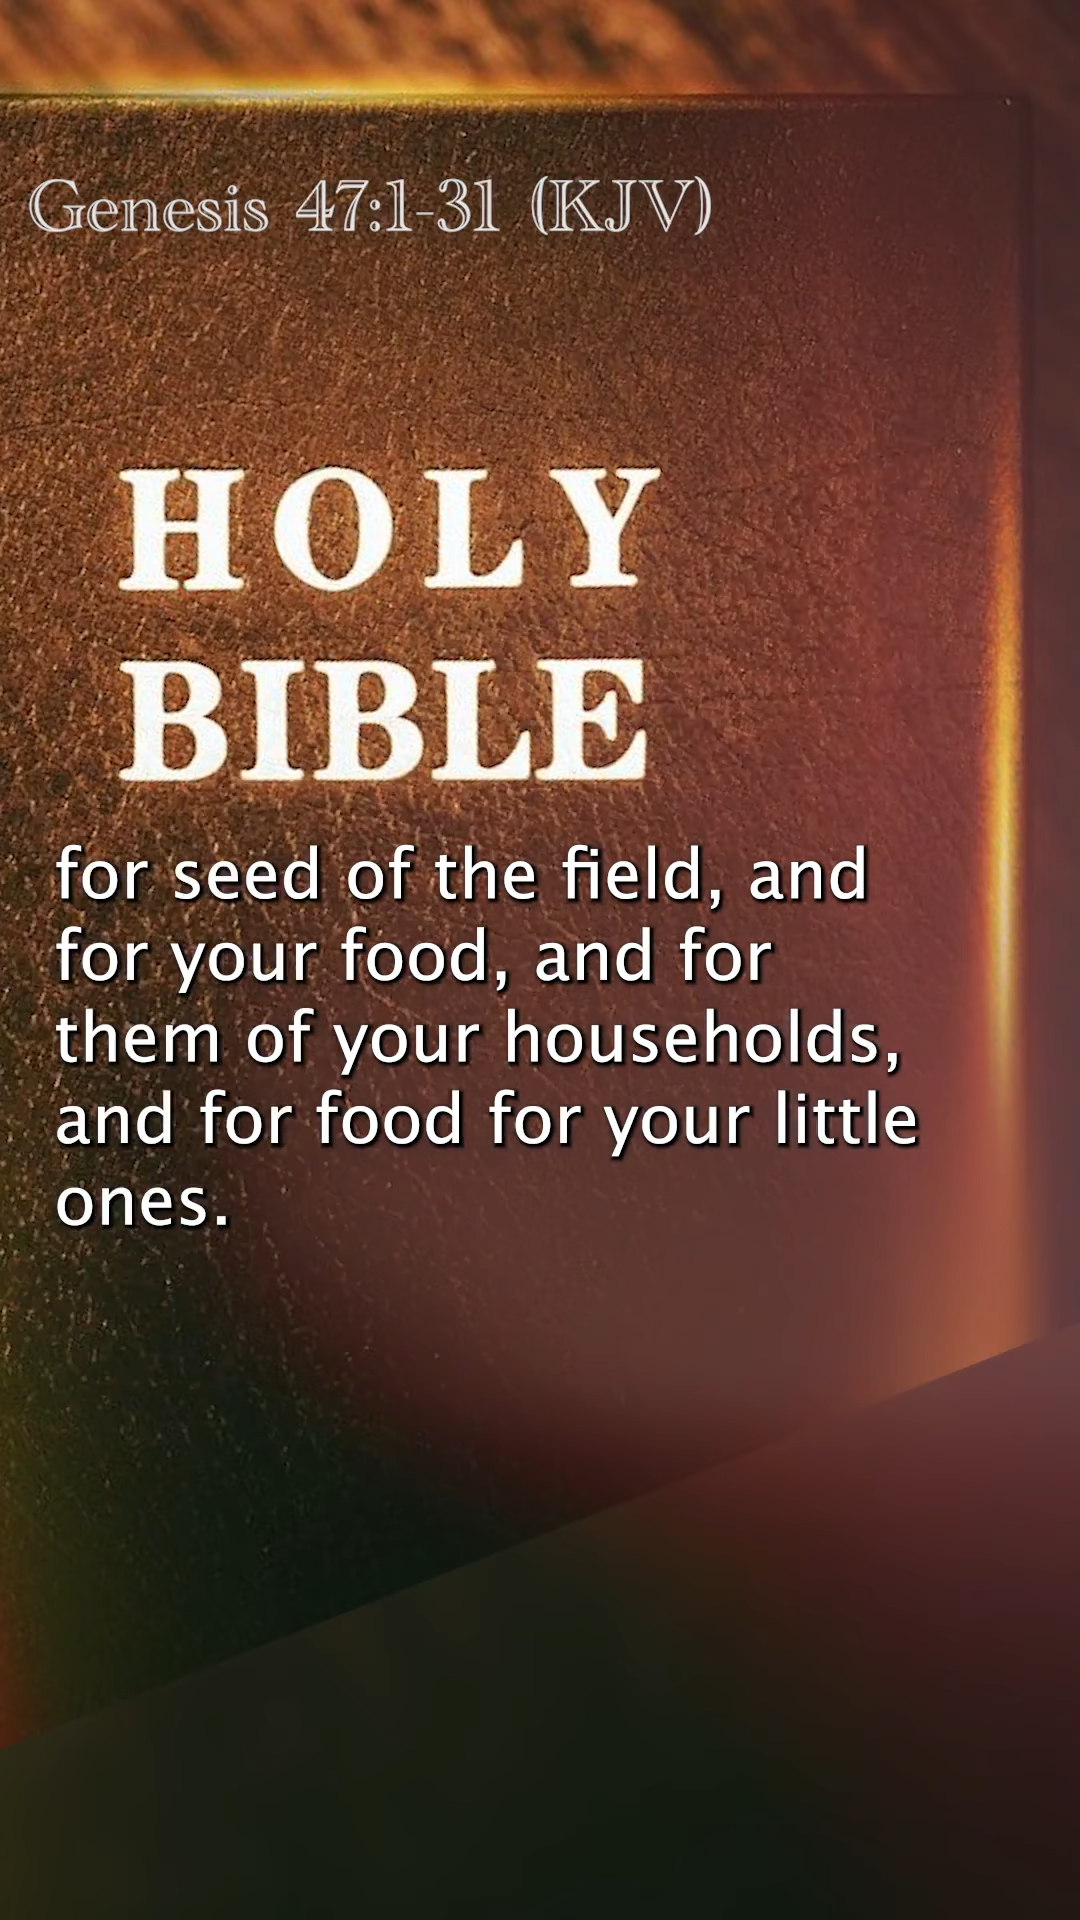 Genesis 47:1-31 (KJV)
HOLY
BIBLE
for seed of the field, and
for your food, and for
them of your households,
and for food for your little
ones.